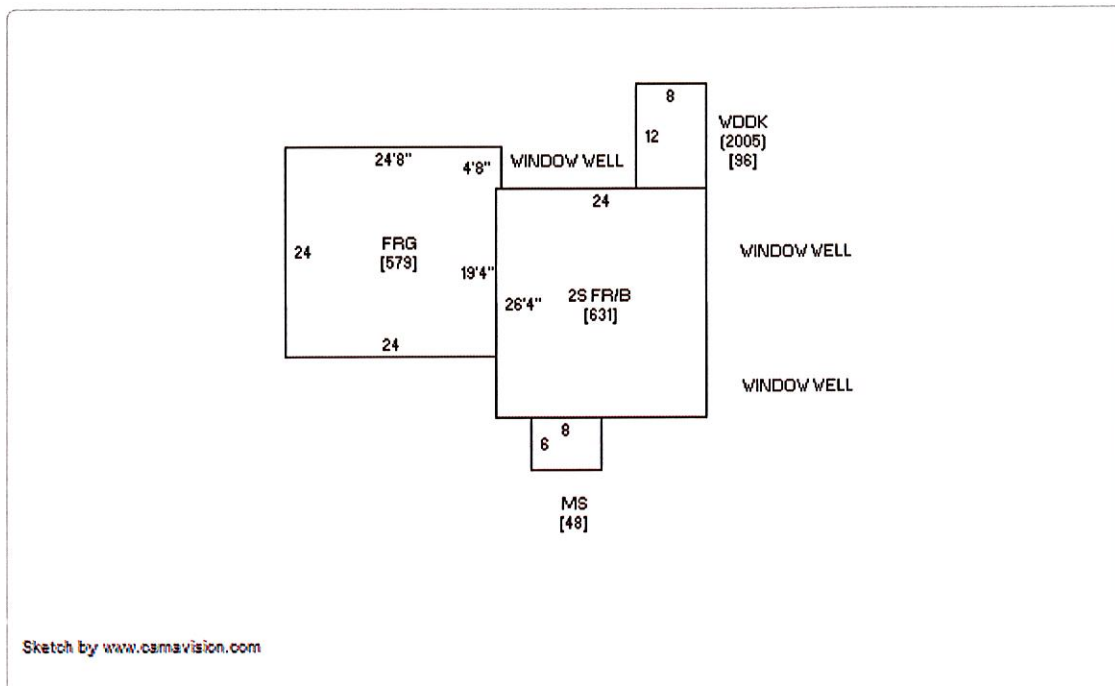 8
12
WDDK
(2005)
[96]
24'8"
4'8"
WINDOW WELL
24
24
FRG
[579]
19'4"
26'4"
2S FR/B
[631]
WINDOW WELL
24
WINDOW WELL
8
6
MS
[48]
Sketch by www.camavision.com